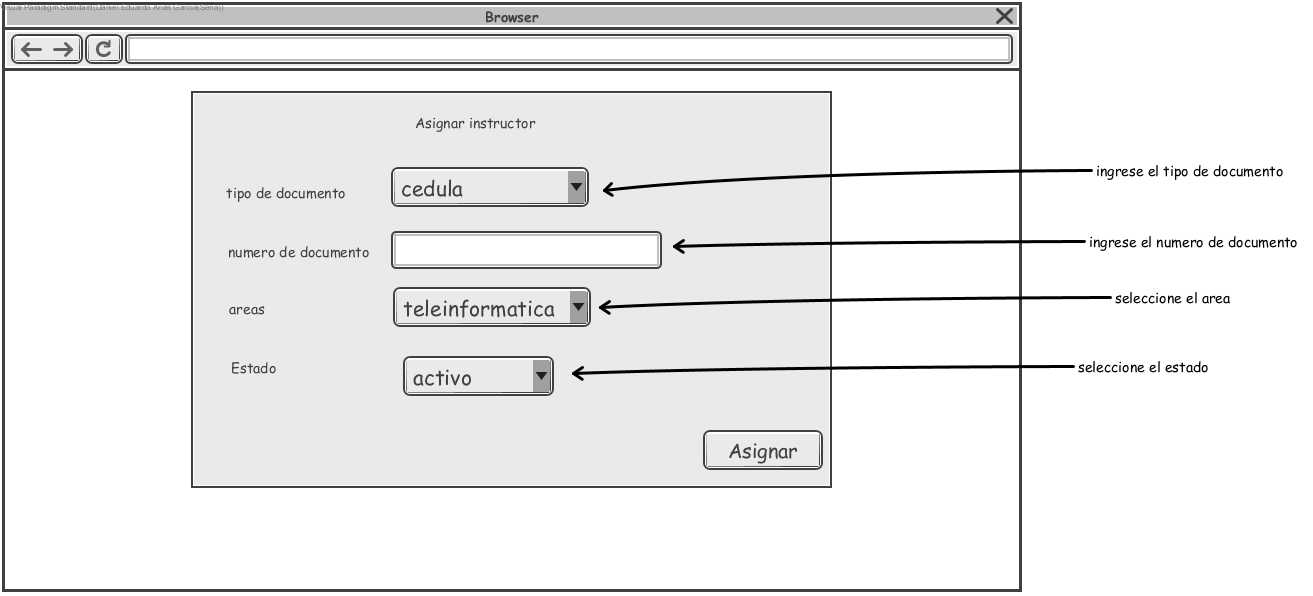 Visual Paradigm Standard(Daniel Eduardo Arias Garcia(Sena))
Browser
Asignar instructor
tipo de documento
cedula
ingrese el tipo de documento
numero de documento
ingrese el numero de documento
areas
teleinformatica
seleccione el area
Estado
activo
seleccione el estado
Asignar